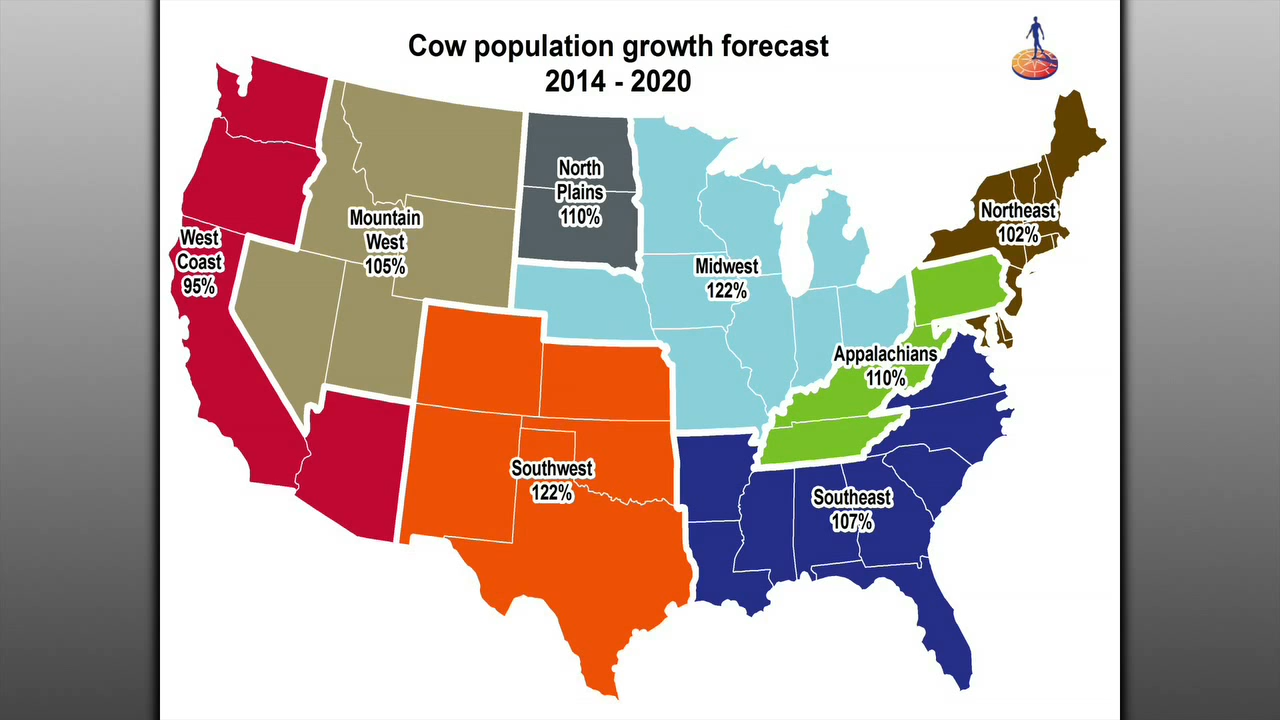 Cow population growth forecast
2014 - 2020
North
Plains
110%
Mountain
West
105%
West
Coast
95%
Northeast
102%
Midwest
122%
Appalachians
110%
Southwest
122%
Southeast
107%